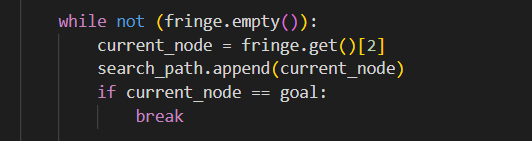 while not (fringe.empty()):
    current_node = fringe.get()[2]
    search_path.append(current_node)
    if current_node == goal:
        break